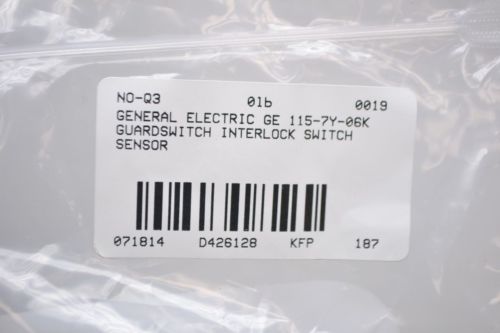 NO-Q3 01b 0019
GENERAL ELECTRIC GE 115-7Y-06K
GUARDSWITCH INTERLOCK SWITCH
SENSOR
071814 D426128 KFP 187